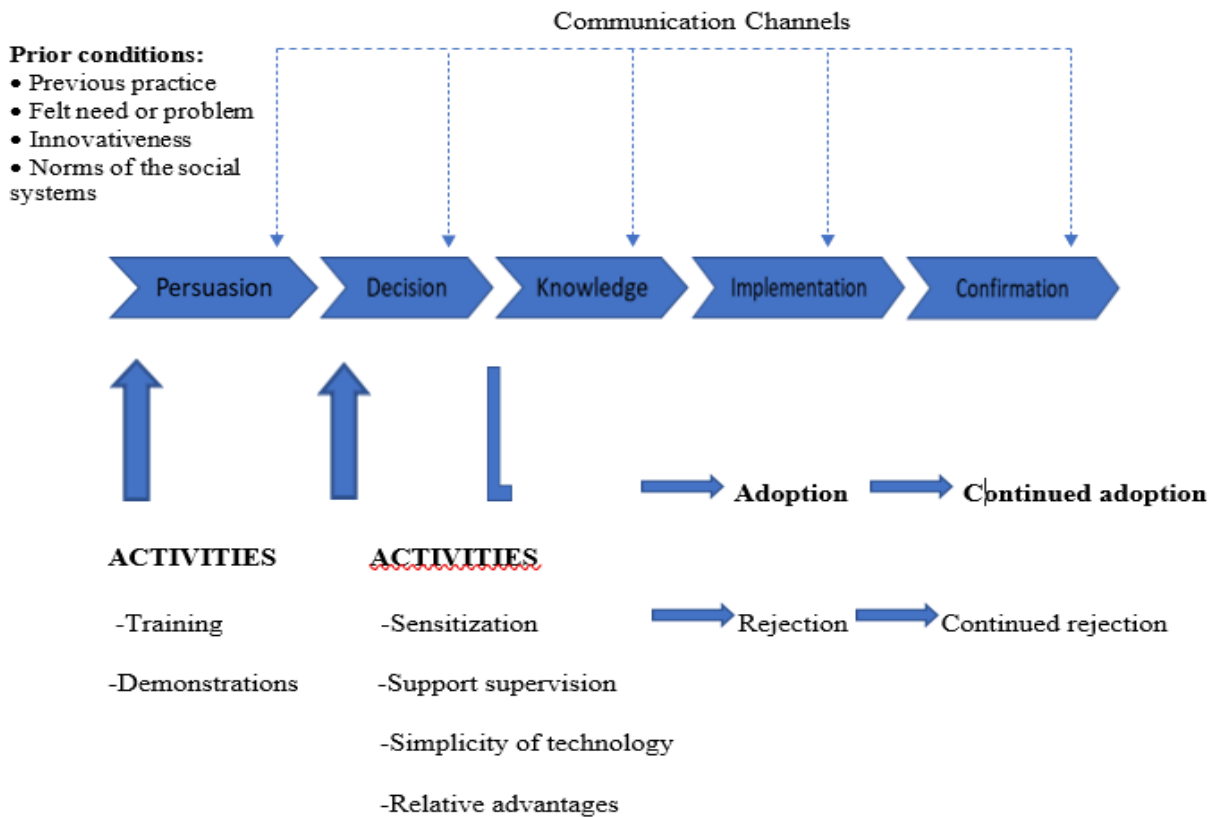 Communication Channels
Prior conditions:
• Previous practice
• Felt need or problem
• Innovativeness
• Norms of the social
systems
Persuasion
Decision
Knowledge
Implementation
Confirmation
Adoption
Continued adoption
ACTIVITIES
ACTIVITIES
-Training
-Sensitization
Rejection
Continued rejection
-Demonstrations
-Support supervision
-Simplicity of technology
-Relative advantages